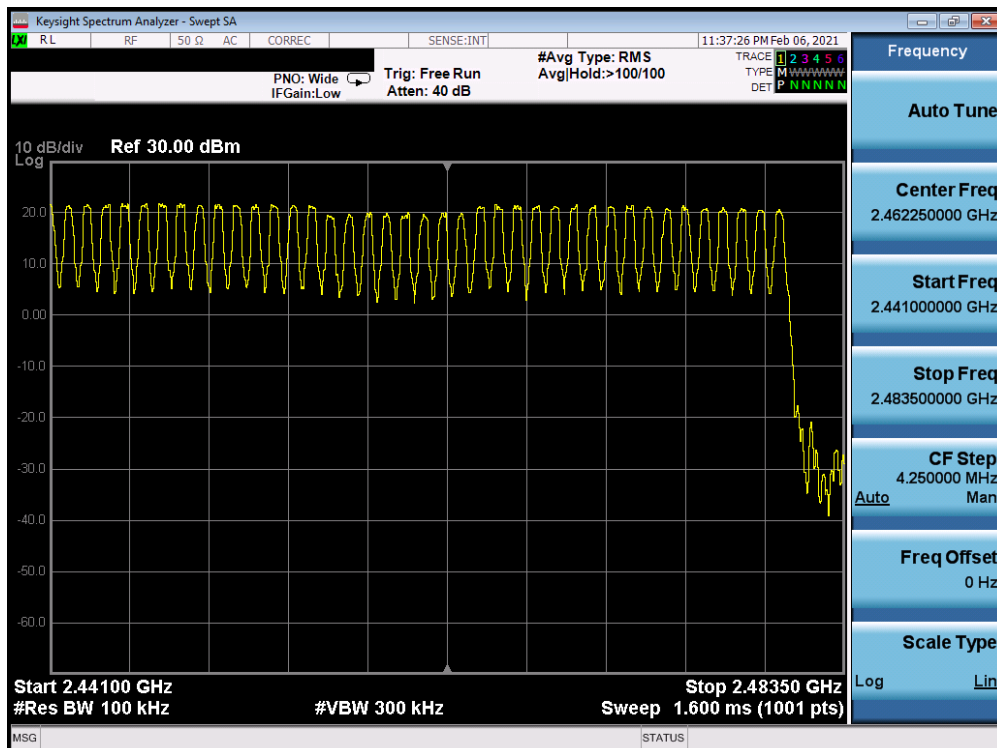 Keysight Spectrum Analyzer - Swept SA
LXI RL RF 50 Ω AC CORREC SENSE:INT 11:37:26 PM Feb 06, 2021
#Avg Type: RMS TRACE 1 2 3 4 5 6
PNO: Wide Trig: Free Run Avg|Hold:>100/100 TYPE M WWWWW
IFGain:Low Atten: 40 dB DET P N N N N N
10 dB/div Ref 30.00 dBm
Log
20.0
10.0
0.00
-10.0
-20.0
-30.0
-40.0
-50.0
-60.0
Start 2.44100 GHz Stop 2.48350 GHz
#Res BW 100 kHz #VBW 300 kHz Sweep 1.600 ms (1001 pts)
MSG STATUS
Frequency
Auto Tune
Center Freq
2.462250000 GHz
Start Freq
2.441000000 GHz
Stop Freq
2.483500000 GHz
CF Step
4.250000 MHz
Auto Man
Freq Offset
0 Hz
Scale Type
Log Lin